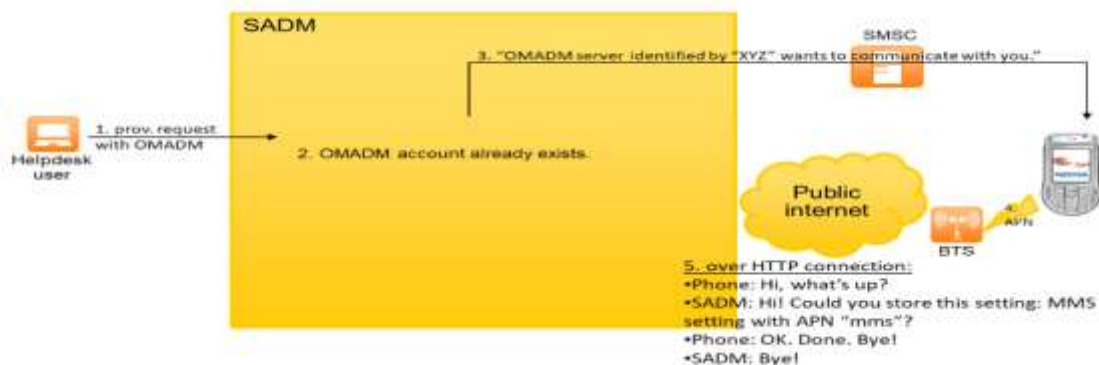 SADM
SMSC
3. "OMADM server identified by "XYZ" wants to communicate with you."
1. prov. request
with OMADM
Helpdesk
user
2. OMADM account already exists.
Public
internet
4.
APN
BTS
5. over HTTP connection:
•Phone: Hi, what's up?
•SADM: Hi! Could you store this setting: MMS
setting with APN "mms"?
•Phone: OK. Done. Bye!
•SADM: Bye!